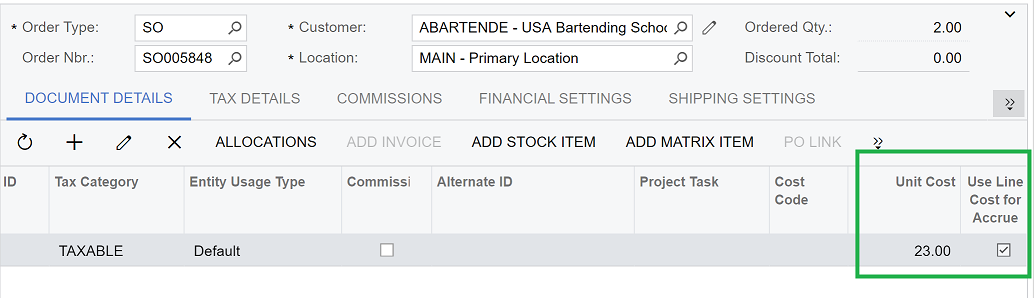 * Order Type: SO * Customer: ABARTENDE - USA Bartending Schoo Ordered Qty.: 2.00
Order Nbr.: SO005848 * Location: MAIN - Primary Location Discount Total: 0.00
DOCUMENT DETAILS TAX DETAILS COMMISSIONS FINANCIAL SETTINGS SHIPPING SETTINGS
ALLOCATIONS ADD INVOICE ADD STOCK ITEM ADD MATRIX ITEM PO LINK
ID Tax Category Entity Usage Type Commissi Alternate ID Project Task Cost Unit Cost Use Line
Code Cost for
Accrue
TAXABLE Default 23.00